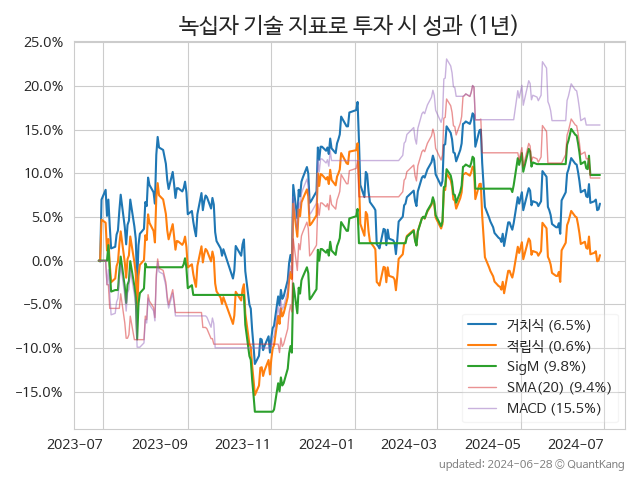 녹십자 기술 지표로 투자 시 성과 (1년)
25.0%
20.0%
15.0%
10.0%
5.0%
0.0%
−5.0%
−10.0%
−15.0%
거치식 (6.5%)
적립식 (0.6%)
SigM (9.8%)
SMA(20) (9.4%)
MACD (15.5%)
2023-07 2023-09 2023-11 2024-01 2024-03 2024-05 2024-07
updated: 2024-06-28 ⓒ QuantKang